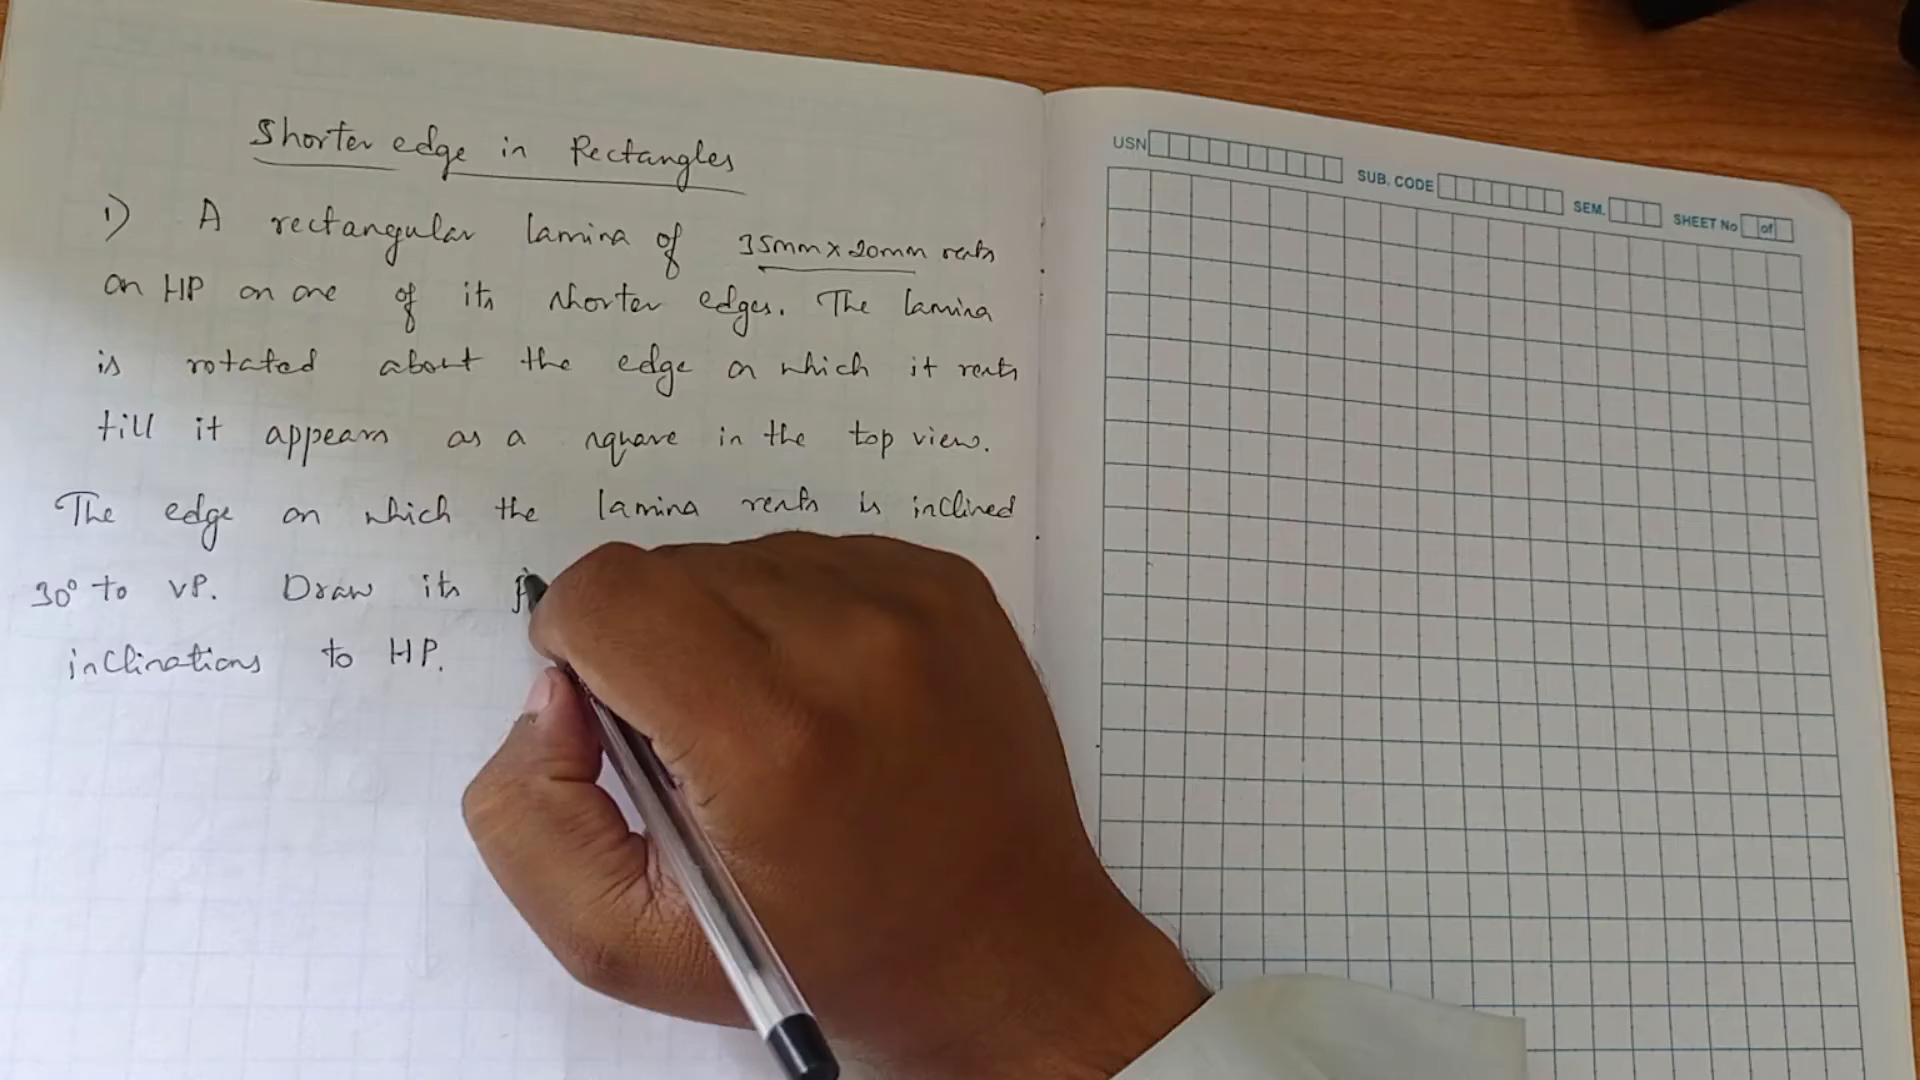 Shorter edge in Rectangles
1) A rectangular lamina of 35mm x 20mm rests
on HP on one of its shorter edges. The lamina
is rotated about the edge on which it rests
till it appears as a square in the top view.
The edge on which the lamina rests is inclined
30° to VP. Draw its
inclinations to HP.
USN
SUB. CODE
SEM.
SHEET No of